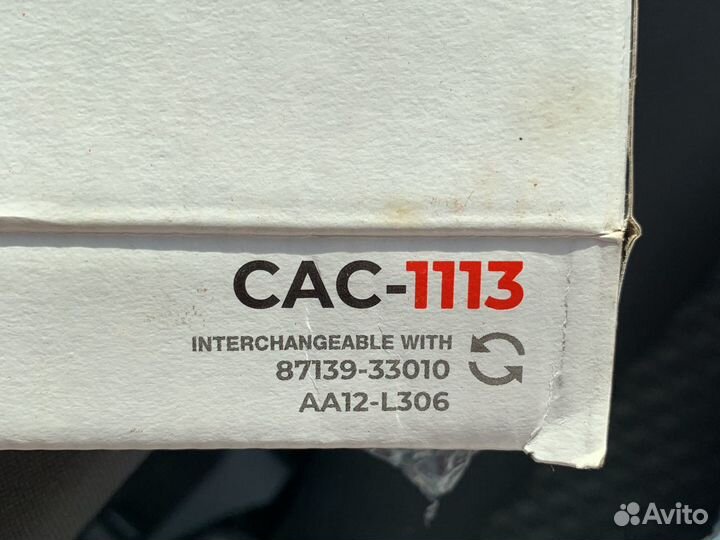 CAC-1113
INTERCHANGEABLE WITH
87139-33010
AA12-L306
Avito